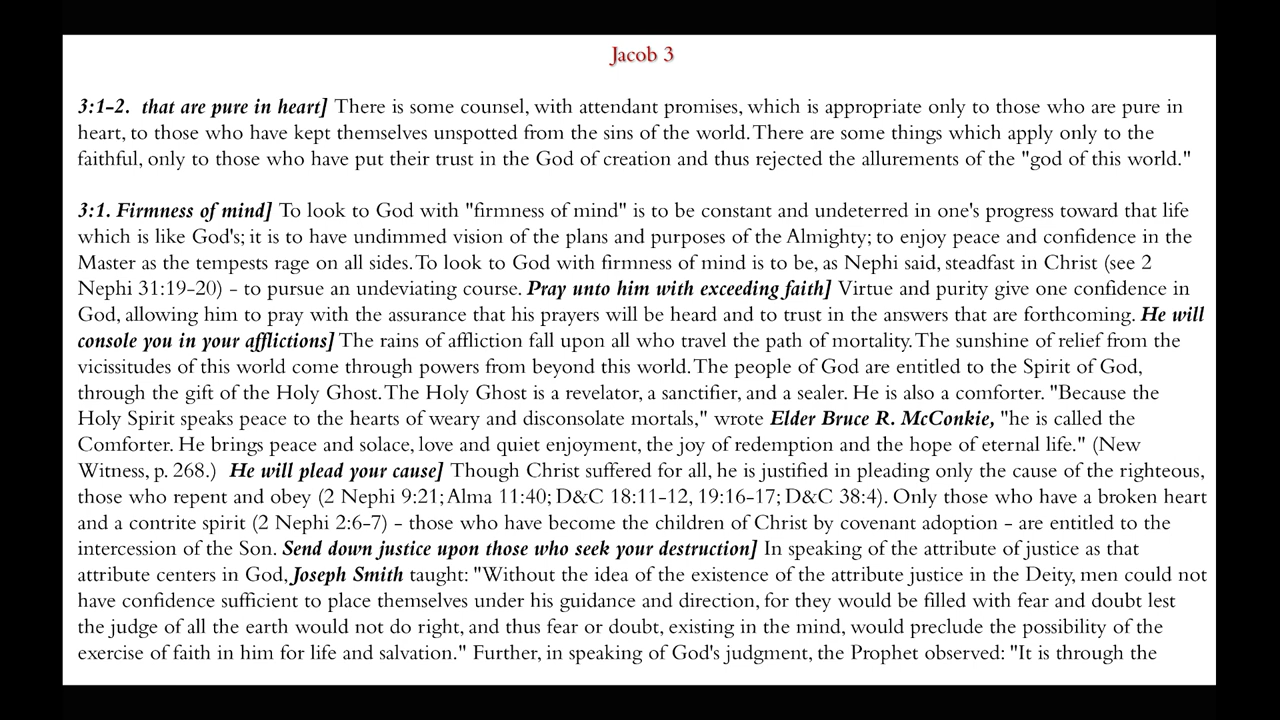 Jacob 3
3:1-2. that are pure in heart] There is some counsel, with attendant promises, which is appropriate only to those who are pure in
heart, to those who have kept themselves unspotted from the sins of the world. There are some things which apply only to the
faithful, only to those who have put their trust in the God of creation and thus rejected the allurements of the "god of this world."
3:1. Firmness of mind] To look to God with "firmness of mind" is to be constant and undeterred in one's progress toward that life
which is like God's; it is to have undimmed vision of the plans and purposes of the Almighty; to enjoy peace and confidence in the
Master as the tempests rage on all sides. To look to God with firmness of mind is to be, as Nephi said, steadfast in Christ (see 2
Nephi 31:19-20) - to pursue an undeviating course. Pray unto him with exceeding faith] Virtue and purity give one confidence in
God, allowing him to pray with the assurance that his prayers will be heard and to trust in the answers that are forthcoming. He will
console you in your afflictions] The rains of affliction fall upon all who travel the path of mortality. The sunshine of relief from the
vicissitudes of this world come through powers from beyond this world. The people of God are entitled to the Spirit of God,
through the gift of the Holy Ghost. The Holy Ghost is a revelator, a sanctifier, and a sealer. He is also a comforter. "Because the
Holy Spirit speaks peace to the hearts of weary and disconsolate mortals," wrote Elder Bruce R. McConkie, "he is called the
Comforter. He brings peace and solace, love and quiet enjoyment, the joy of redemption and the hope of eternal life." (New
Witness, p. 268.) He will plead your cause] Though Christ suffered for all, he is justified in pleading only the cause of the righteous,
those who repent and obey (2 Nephi 9:21; Alma 11:40; D&C 18:11-12, 19:16-17; D&C 38:4). Only those who have a broken heart
and a contrite spirit (2 Nephi 2:6-7) - those who have become the children of Christ by covenant adoption - are entitled to the
intercession of the Son. Send down justice upon those who seek your destruction] In speaking of the attribute of justice as that
attribute centers in God, Joseph Smith taught: "Without the idea of the existence of the attribute justice in the Deity, men could not
have confidence sufficient to place themselves under his guidance and direction, for they would be filled with fear and doubt lest
the judge of all the earth would not do right, and thus fear or doubt, existing in the mind, would preclude the possibility of the
exercise of faith in him for life and salvation." Further, in speaking of God's judgment, the Prophet observed: "It is through the